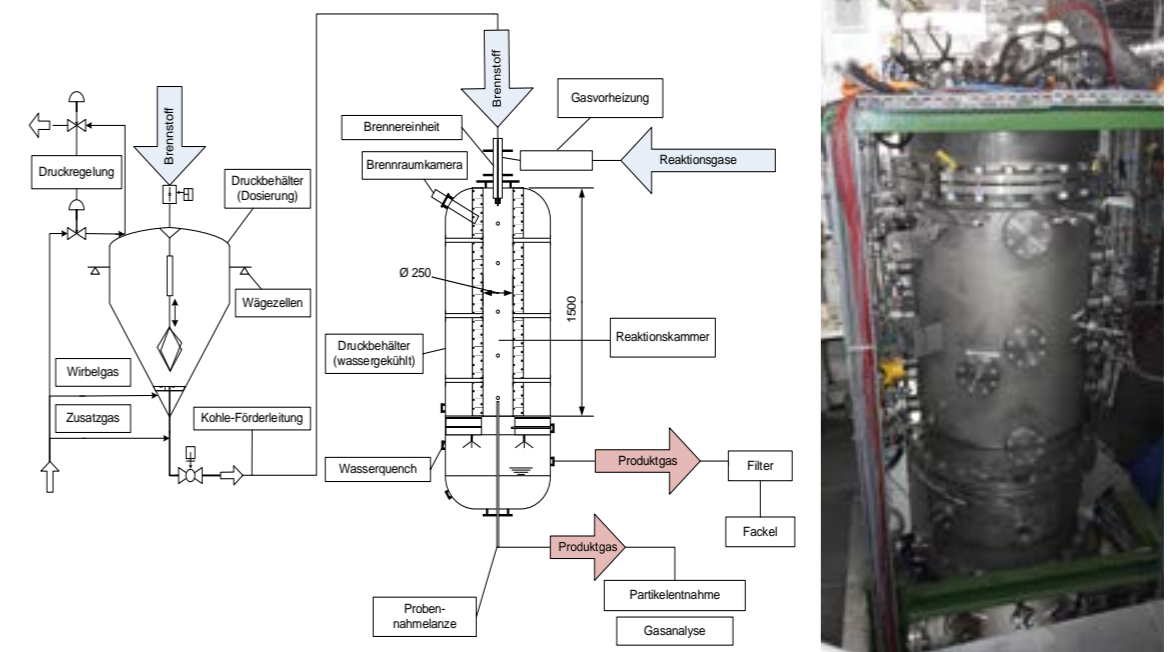 Brennstoff
Druckregelung
Druckbehälter
(Dosierung)
Wägezellen
Wirbelgas
Zusatzgas
Kohle-Förderleitung
Brennstoff
Gasvorheizung
Brennereinheit
Reaktionsgase
Brennraumkamera
Ø 250
1500
Druckbehälter
(wassergekühlt)
Reaktionskammer
Wasserquench
Produktgas
Filter
Fackel
Produktgas
Partikelentnahme
Gasanalyse
Proben-
nahmelanze